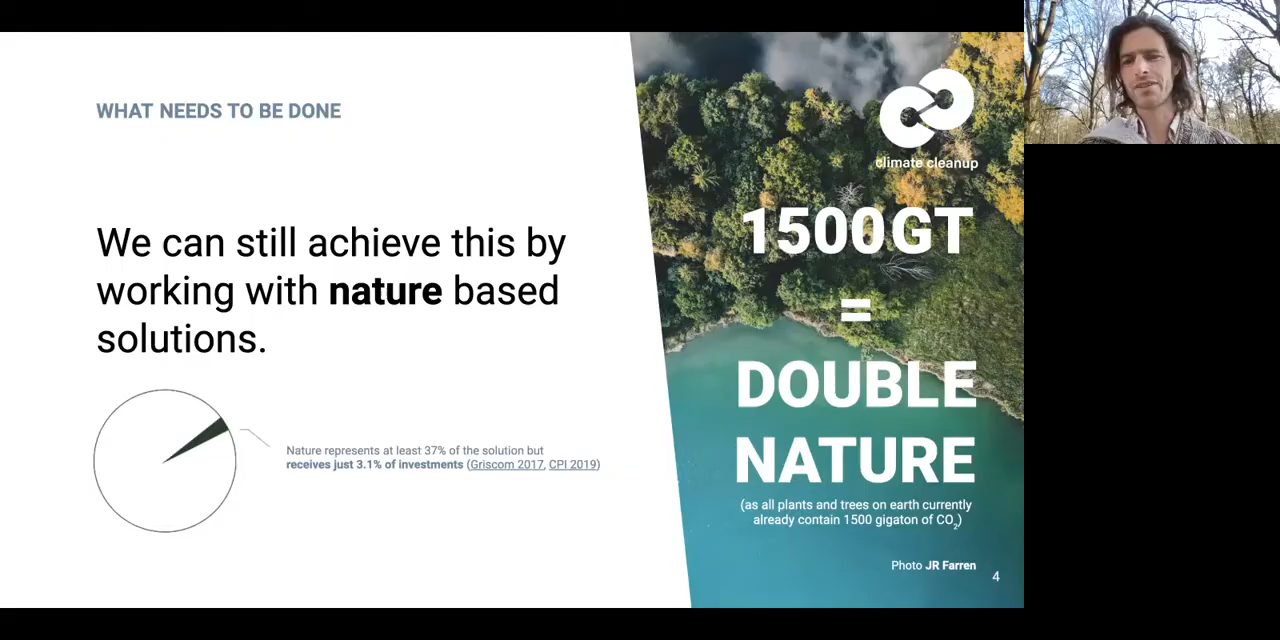 WHAT NEEDS TO BE DONE
We can still achieve this by
working with nature based
solutions.
Nature represents at least 37% of the solution but
receives just 3.1% of investments (Griscom 2017, CPI 2019)
climate cleanup
1500GT
=
DOUBLE
NATURE
(as all plants and trees on earth currently
already contain 1500 gigaton of CO2)
Photo JR Farren
4